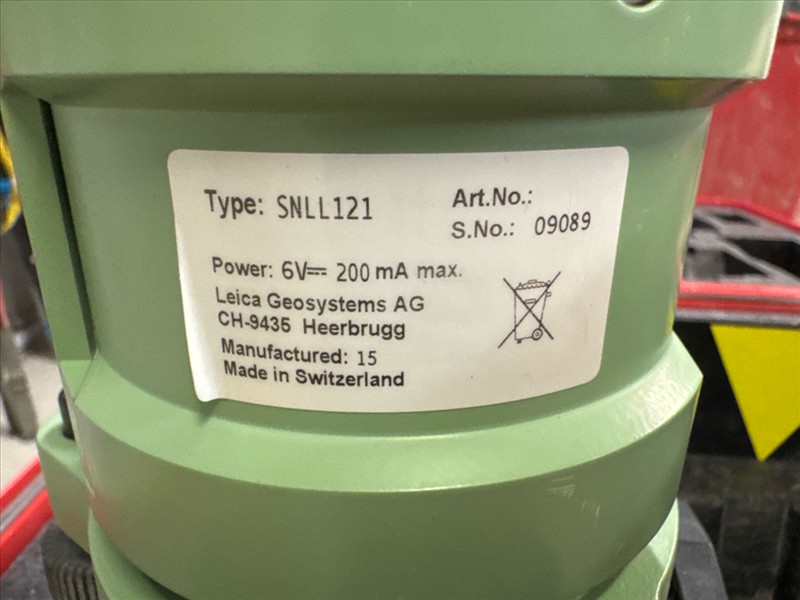 Type: SNLL121
Art.No.:
S.No.: 09089
Power: 6V⎓ 200 mA max.
Leica Geosystems AG
CH-9435 Heerbrugg
Manufactured: 15
Made in Switzerland